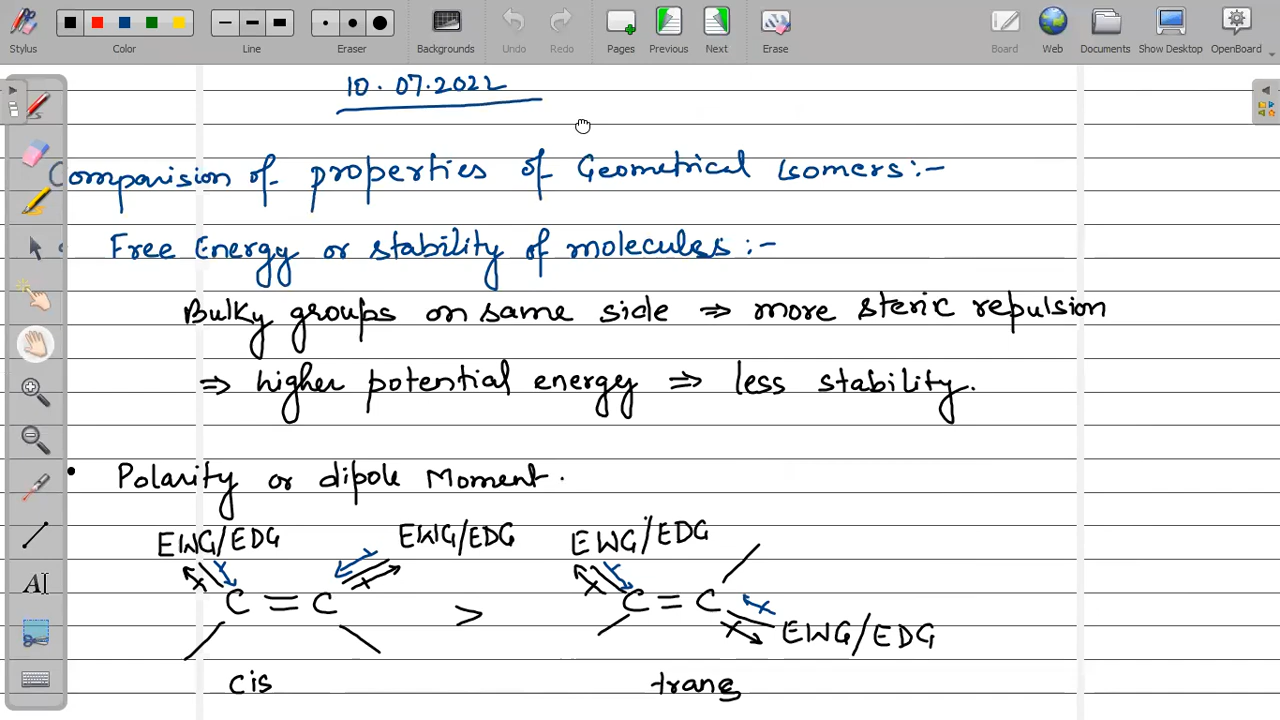 Stylus Color Line Eraser Backgrounds Undo Redo Pages Previous Next Erase Board Web Documents Show Desktop OpenBoard
10.07.2022
Comparision of properties of Geometrical Isomers:-
Free Energy or stability of molecules:-
Bulky groups on same side ⇒ more steric repulsion
⇒ higher potential energy ⇒ less stability.
• Polarity or dipole Moment.
EWG/EDG EWG/EDG EWG/EDG
C = C > C = C
EWG/EDG
cis trans